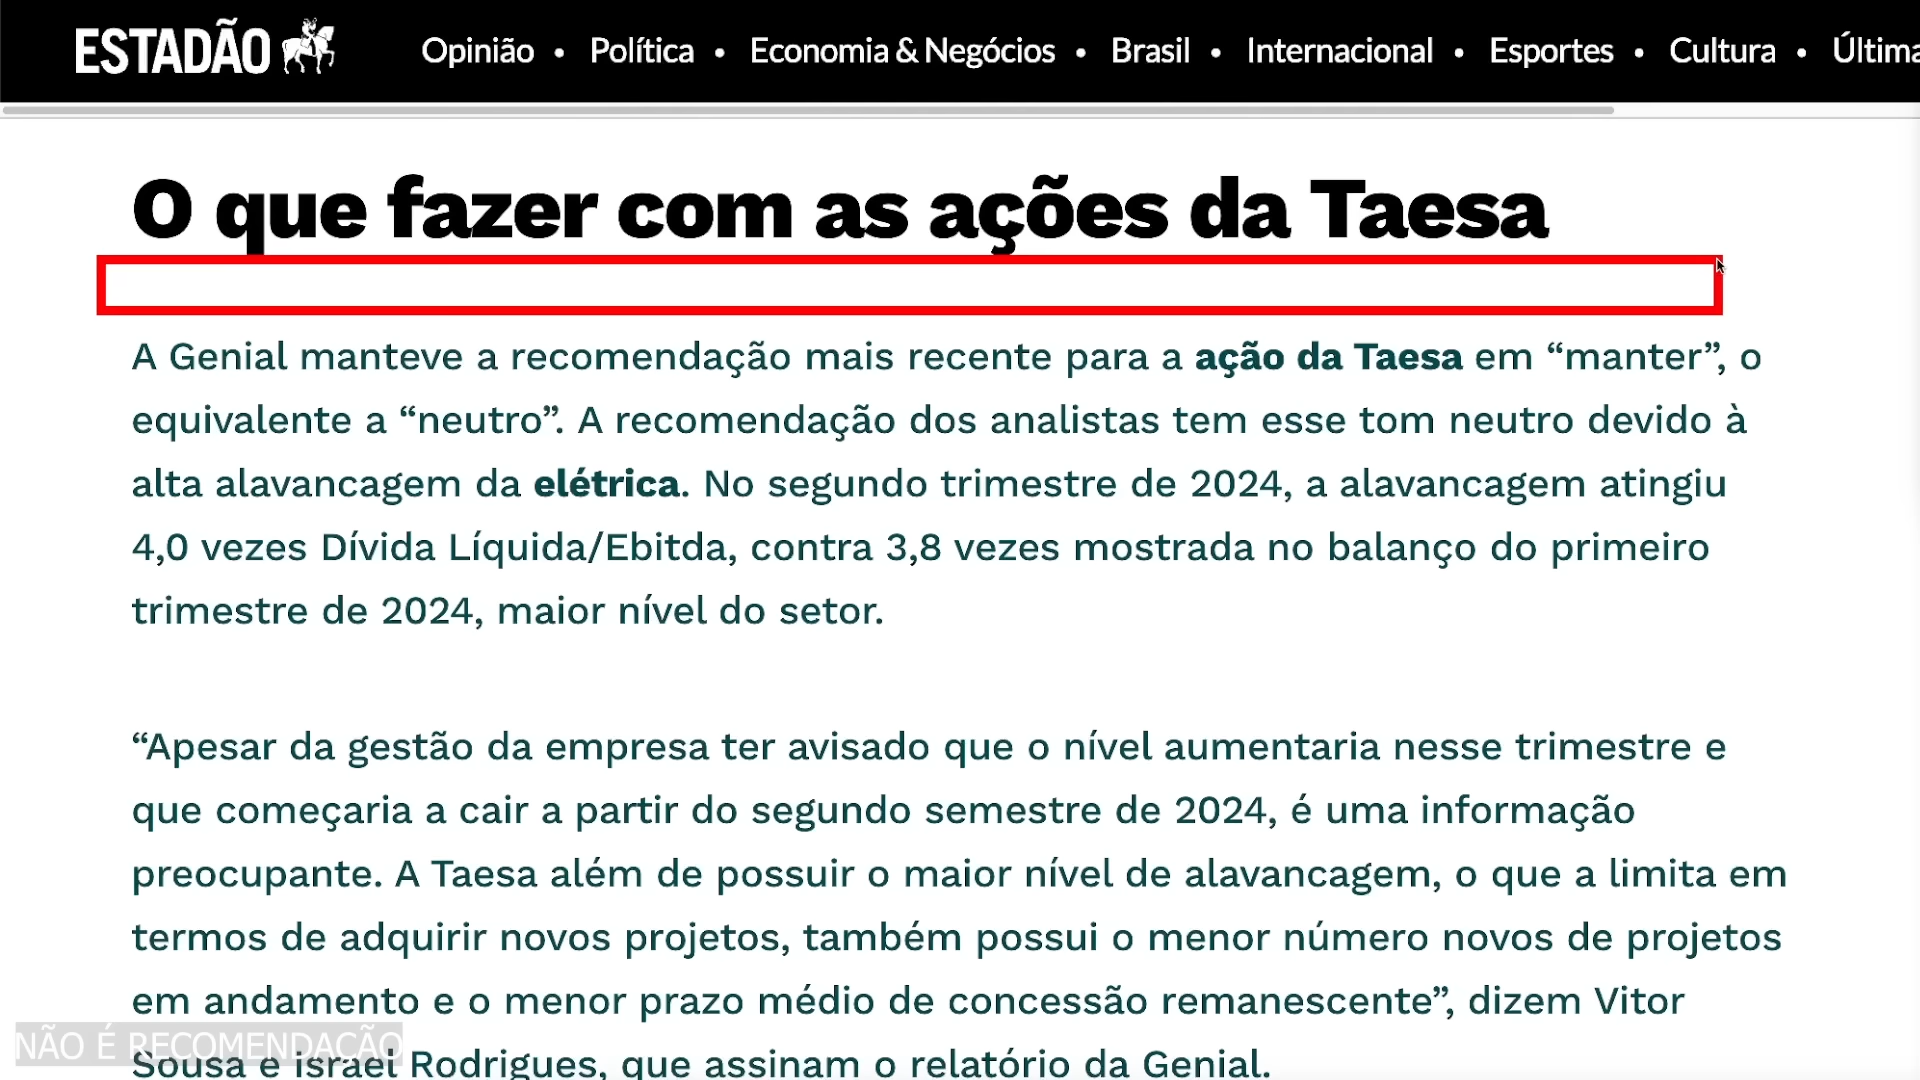 ESTADÃO
Opinião • Política • Economia & Negócios • Brasil • Internacional • Esportes • Cultura • Última
O que fazer com as ações da Taesa
A Genial manteve a recomendação mais recente para a ação da Taesa em “manter”, o
equivalente a “neutro”. A recomendação dos analistas tem esse tom neutro devido à
alta alavancagem da elétrica. No segundo trimestre de 2024, a alavancagem atingiu
4,0 vezes Dívida Líquida/Ebitda, contra 3,8 vezes mostrada no balanço do primeiro
trimestre de 2024, maior nível do setor.
“Apesar da gestão da empresa ter avisado que o nível aumentaria nesse trimestre e
que começaria a cair a partir do segundo semestre de 2024, é uma informação
preocupante. A Taesa além de possuir o maior nível de alavancagem, o que a limita em
termos de adquirir novos projetos, também possui o menor número novos de projetos
em andamento e o menor prazo médio de concessão remanescente”, dizem Vitor
Sousa e Israel Rodrigues, que assinam o relatório da Genial.
NÃO É RECOMENDAÇÃO